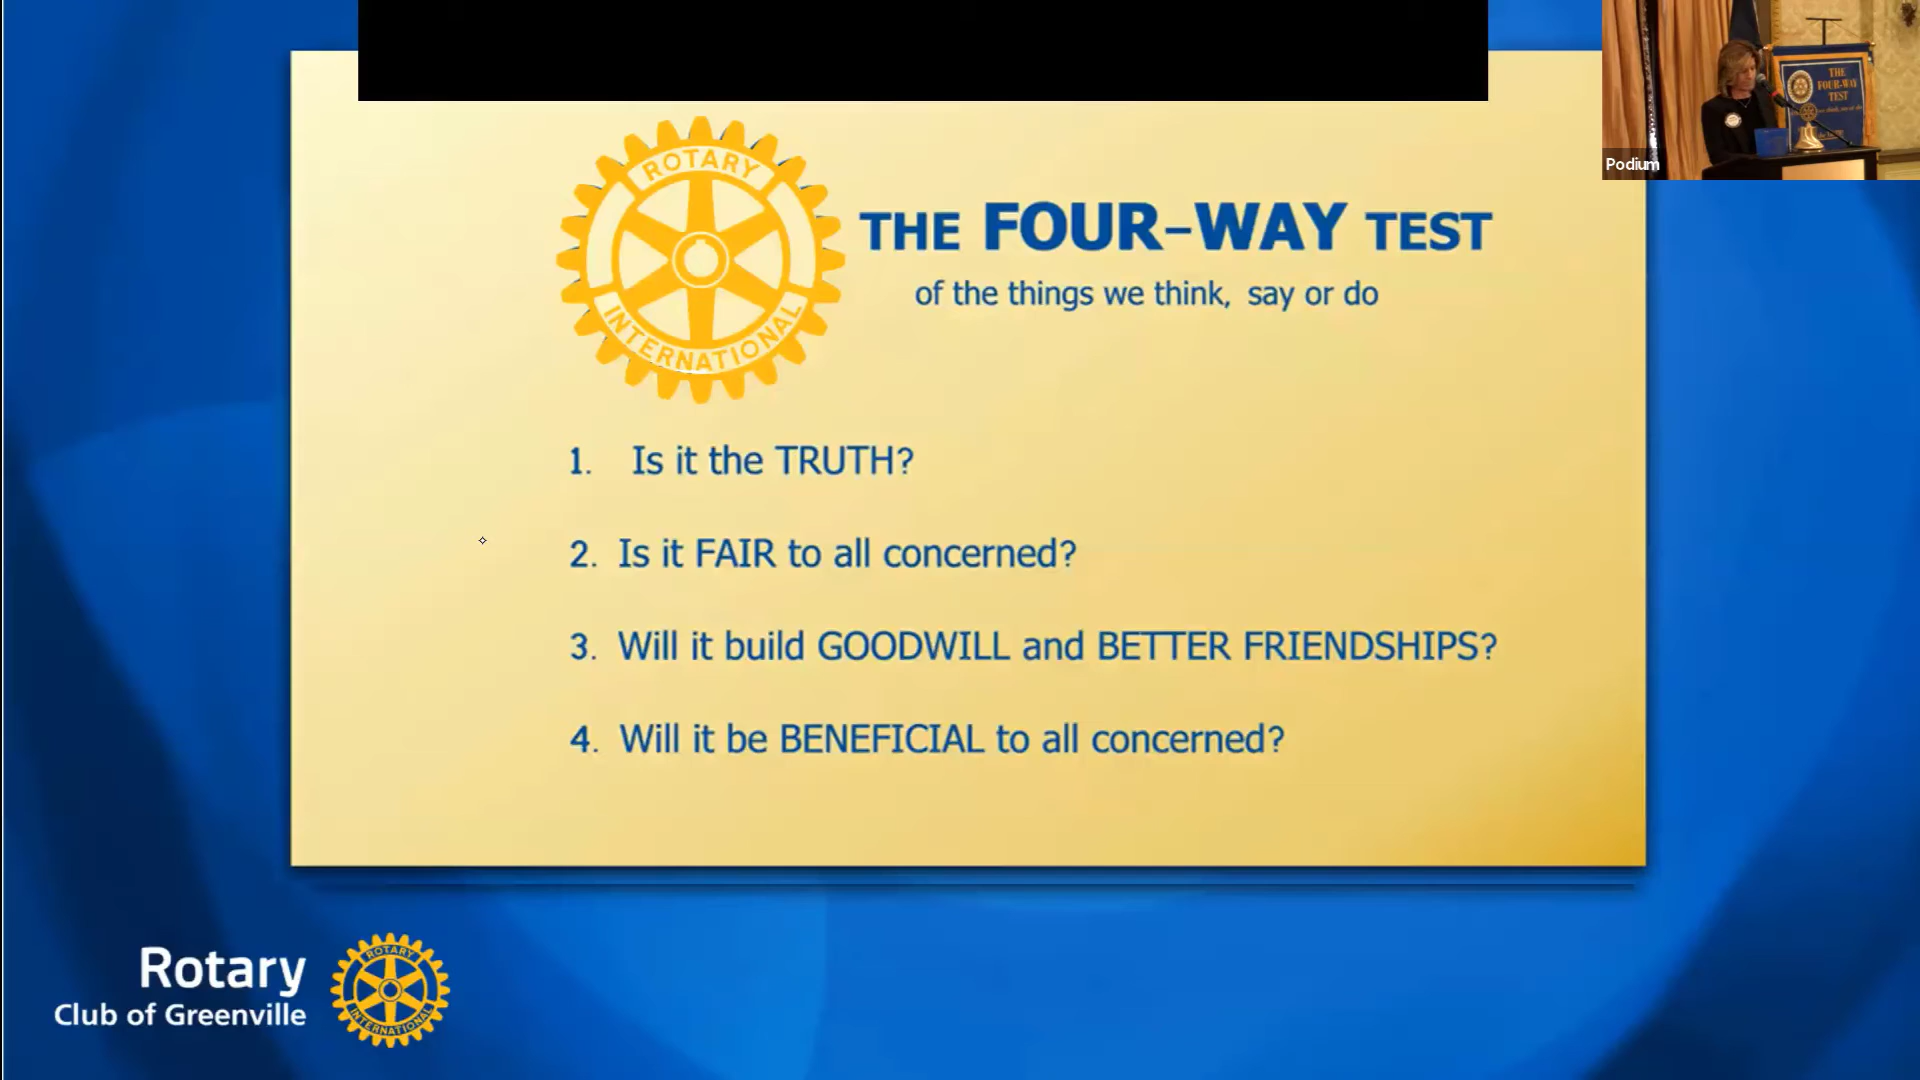 ROTARY
INTERNATIONAL
THE FOUR-WAY TEST
of the things we think, say or do
1. Is it the TRUTH?
2. Is it FAIR to all concerned?
3. Will it build GOODWILL and BETTER FRIENDSHIPS?
4. Will it be BENEFICIAL to all concerned?
Rotary
Club of Greenville
ROTARY
INTERNATIONAL
THE
FOUR-WAY
TEST
Podium